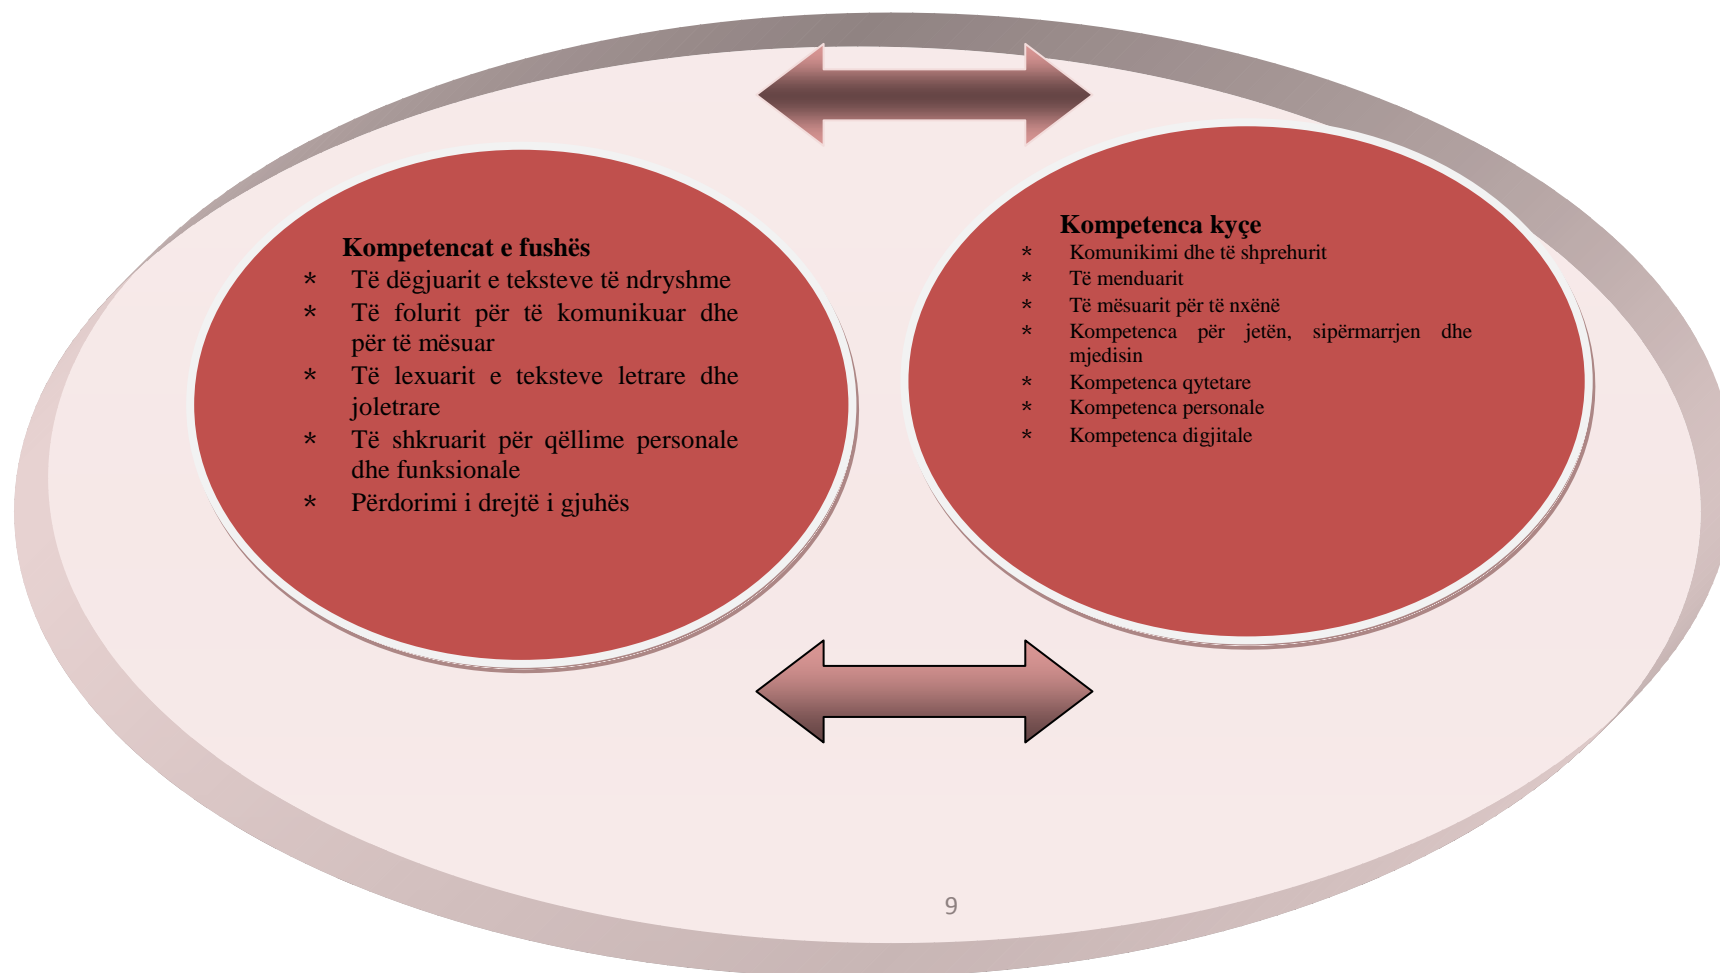 Kompetencat e fushës
* Të dëgjuarit e teksteve të ndryshme
* Të folurit për të komunikuar dhe
për të mësuar
* Të lexuarit e teksteve letrare dhe
joletrare
* Të shkruarit për qëllime personale
dhe funksionale
* Përdorimi i drejtë i gjuhës
Kompetenca kyçe
* Komunikimi dhe të shprehurit
* Të menduarit
* Të mësuarit për të nxënë
* Kompetenca për jetën, sipërmarrjen dhe
mjedisin
* Kompetenca qytetare
* Kompetenca personale
* Kompetenca digjitale
9